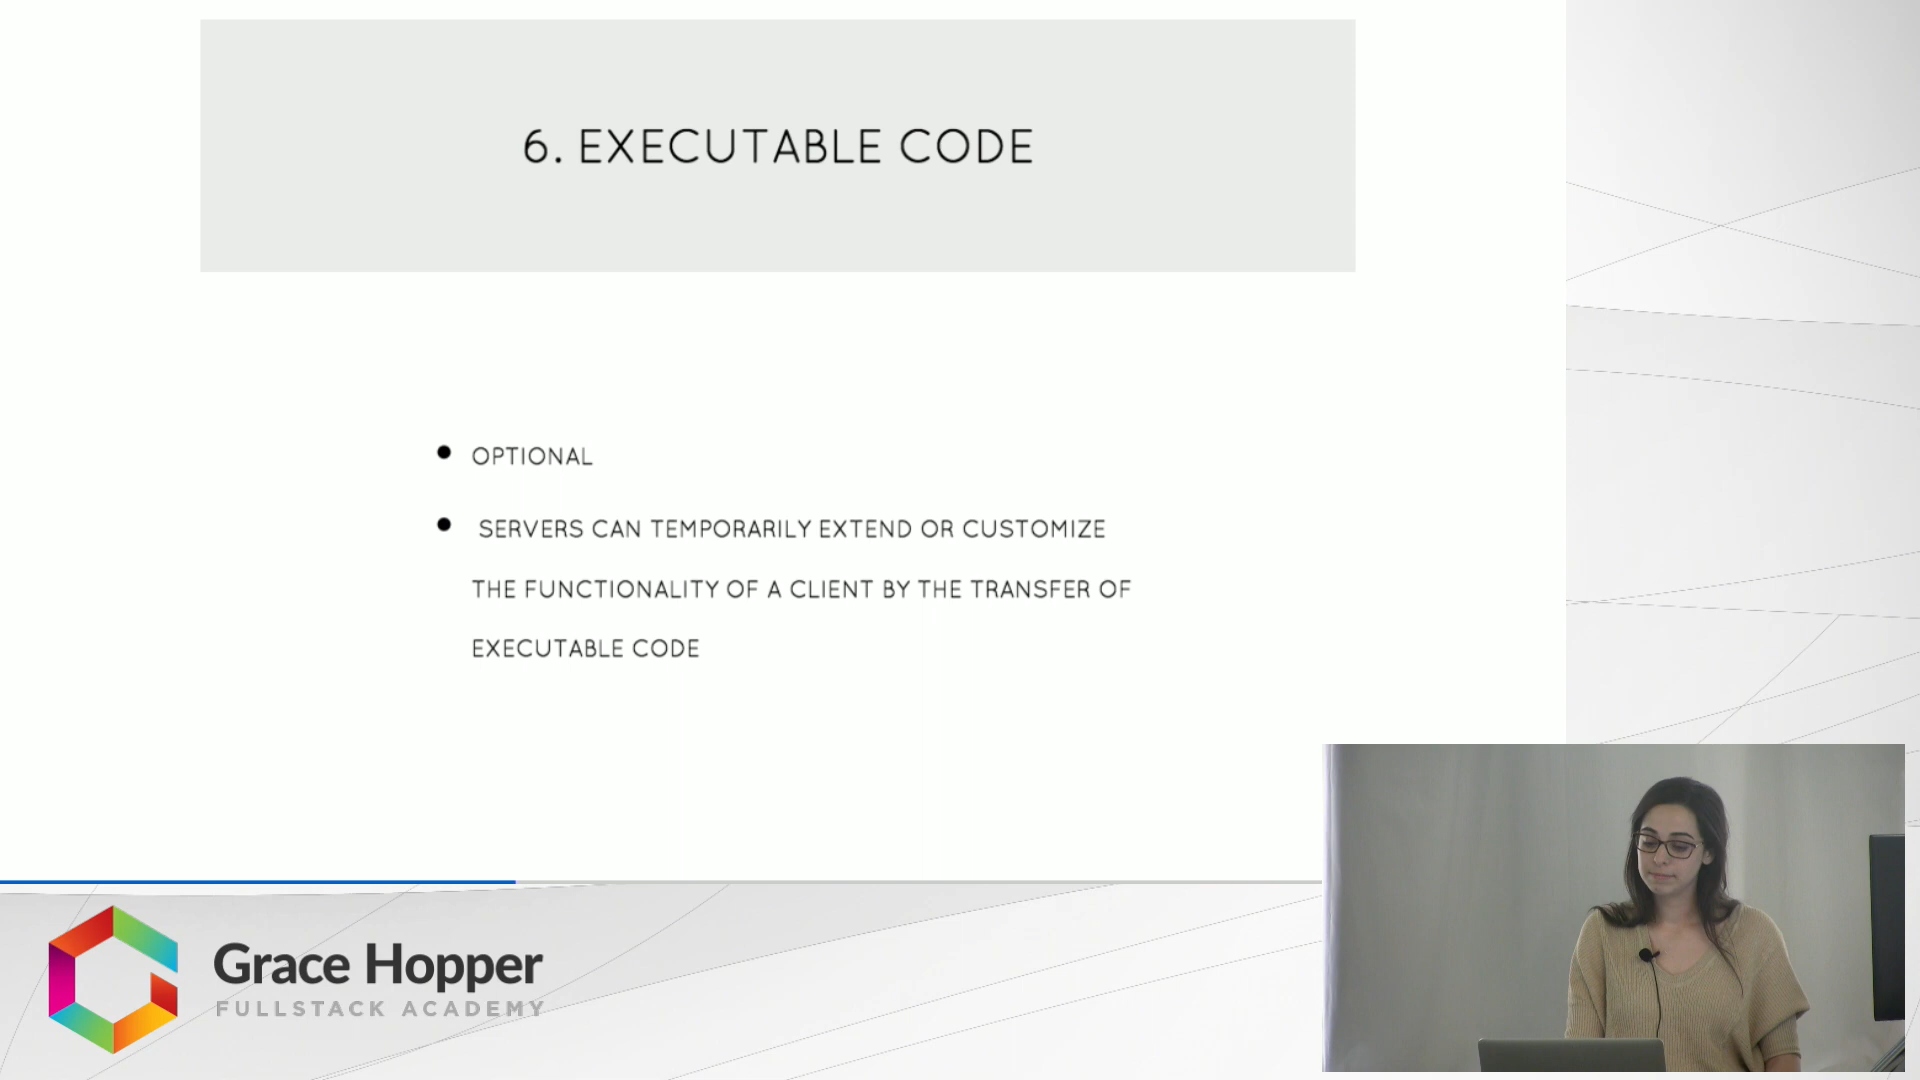 6. EXECUTABLE CODE
OPTIONAL
SERVERS CAN TEMPORARILY EXTEND OR CUSTOMIZE
THE FUNCTIONALITY OF A CLIENT BY THE TRANSFER OF
EXECUTABLE CODE
Grace Hopper
FULLSTACK ACADEMY